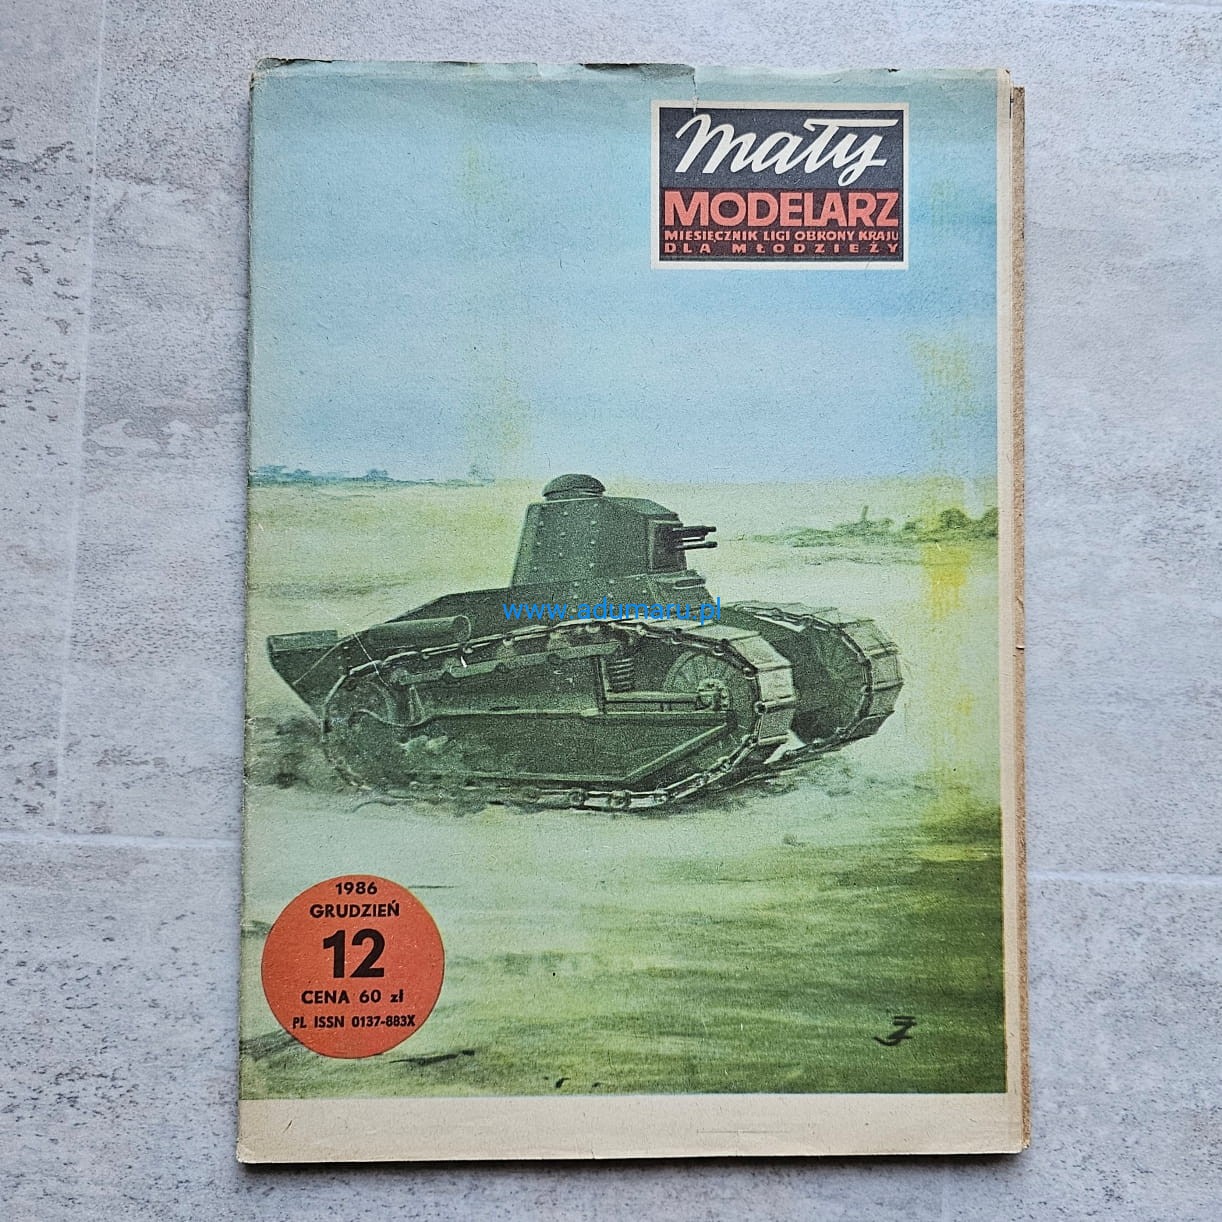 Mały
MODELARZ
MIESIĘCZNIK LIGI OBRONY KRAJU
DLA MŁODZIEŻY
www.adumaru.pl
1986
GRUDZIEŃ
12
CENA 60 zł
PL ISSN 0137-883X